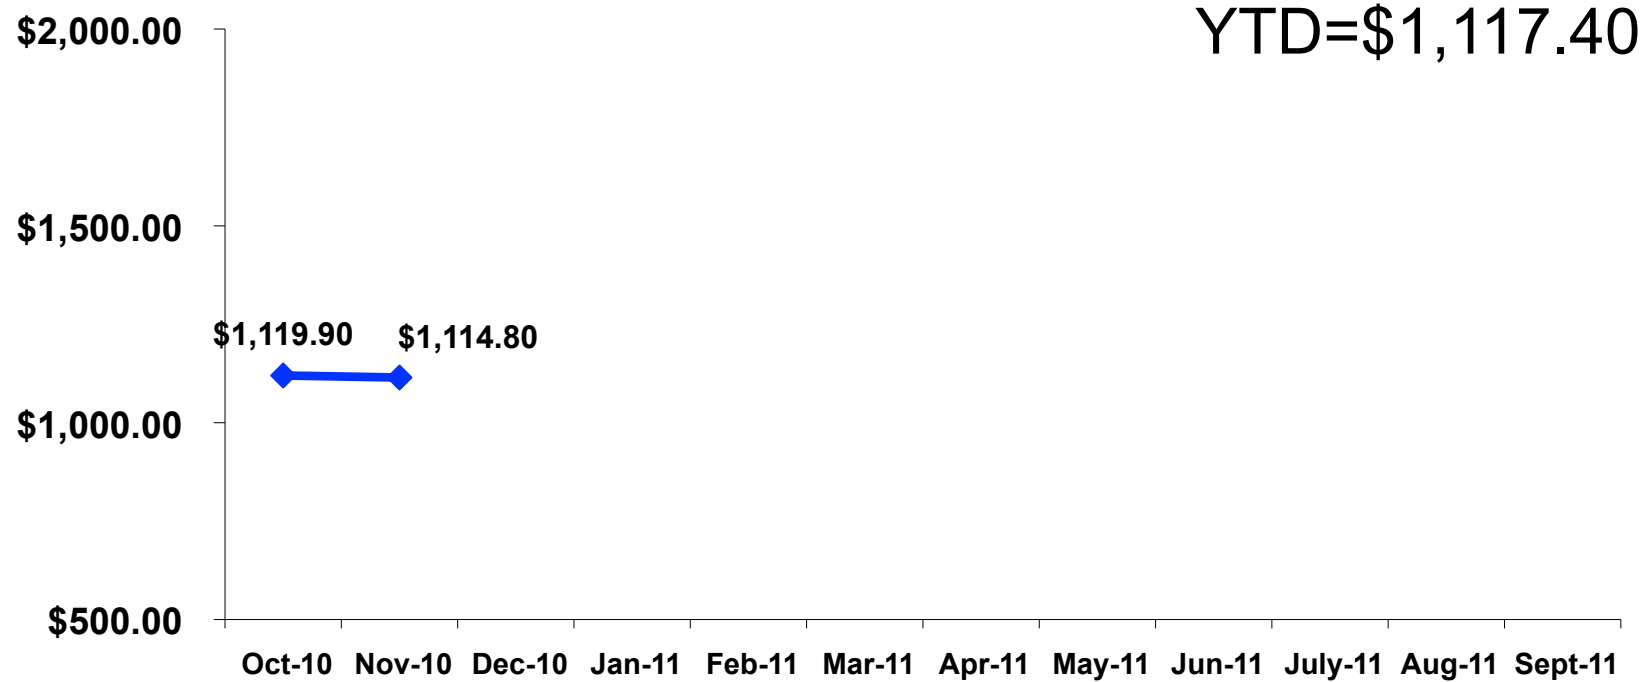 YTD=$1,117.40
$2,000.00
$1,500.00
$1,119.90 $1,114.80
$1,000.00
$500.00
Oct-10 Nov-10 Dec-10 Jan-11 Feb-11 Mar-11 Apr-11 May-11 Jun-11 July-11 Aug-11 Sept-11